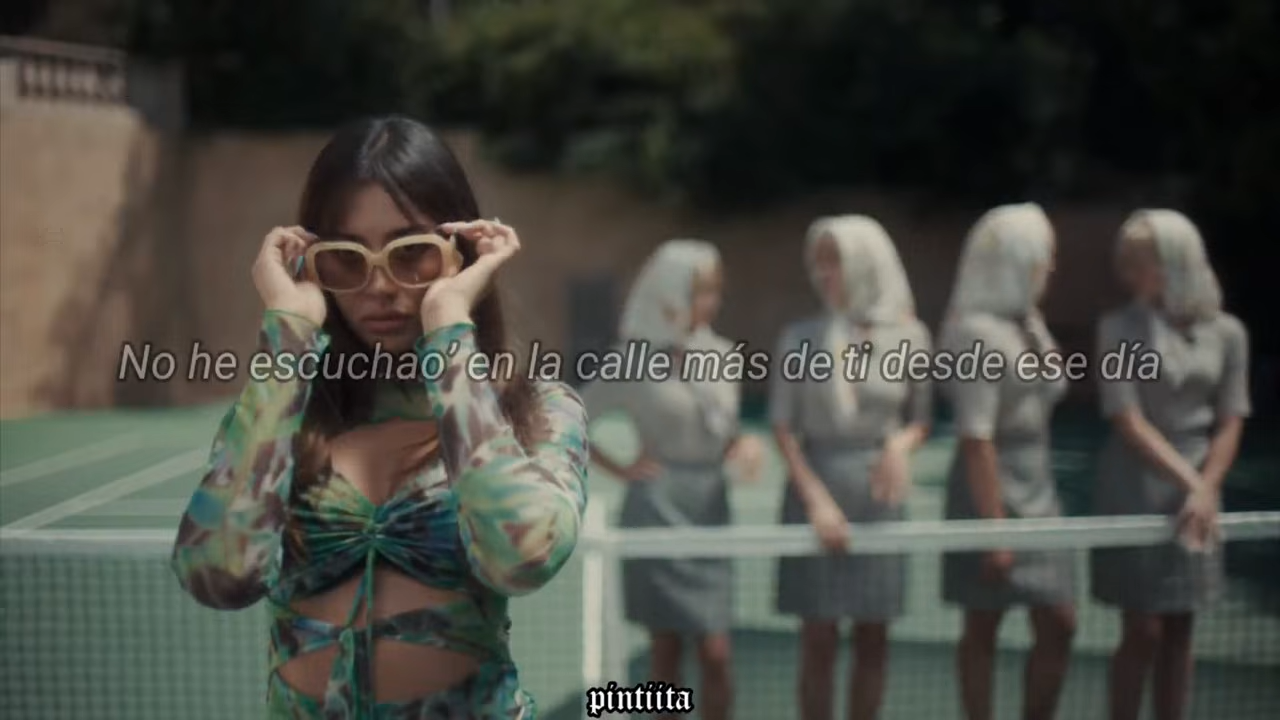 No he escuchao’ en la calle más de ti desde ese día
pintiita